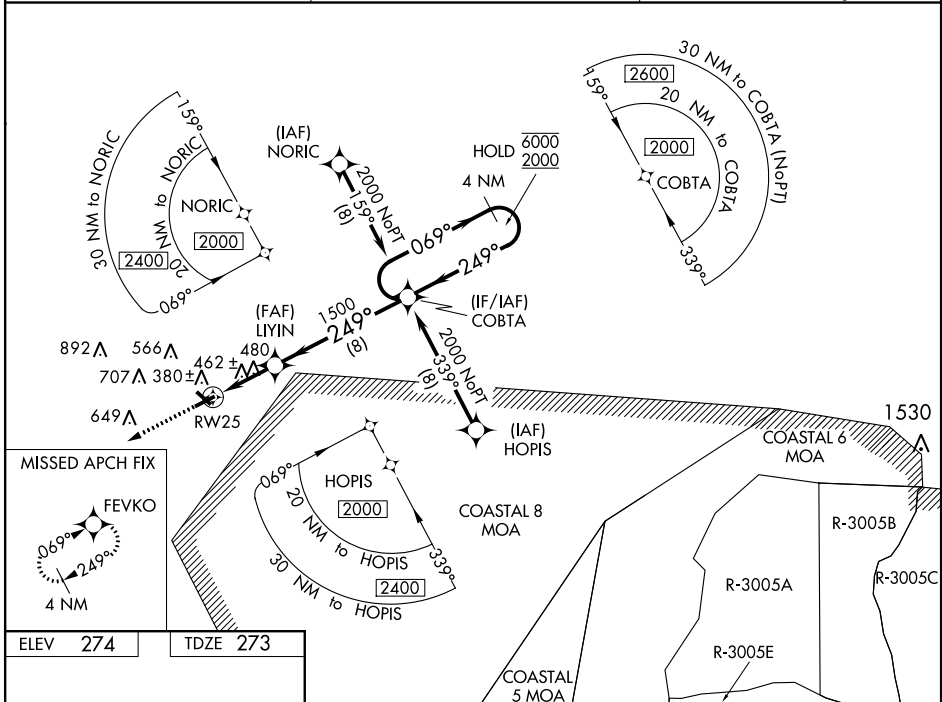 30 NM to COBTA (NoPT)
2600
159°
20 NM to COBTA
2000
COBTA
339°
30 NM to NORIC
159°
20 NM to NORIC
NORIC
2000
2400
069°
(IAF)
NORIC
2000 NoPT
159°
(8)
HOLD 6000
2000
4 NM
069°
249°
(IF/IAF)
COBTA
(FAF)
LIYIN
1500
249°
(8)
2000 NoPT
339°
(8)
(IAF)
HOPIS
892
566
480
462 ±
707
380±
649
RW25
1530
COASTAL 6
MOA
MISSED APCH FIX
FEVKO
069°
249°
4 NM
069°
HOPIS
2000
20 NM to HOPIS
339°
2400
30 NM to HOPIS
COASTAL 8
MOA
R-3005B
R-3005A
R-3005C
R-3005E
COASTAL
5 MOA
ELEV 274
TDZE 273